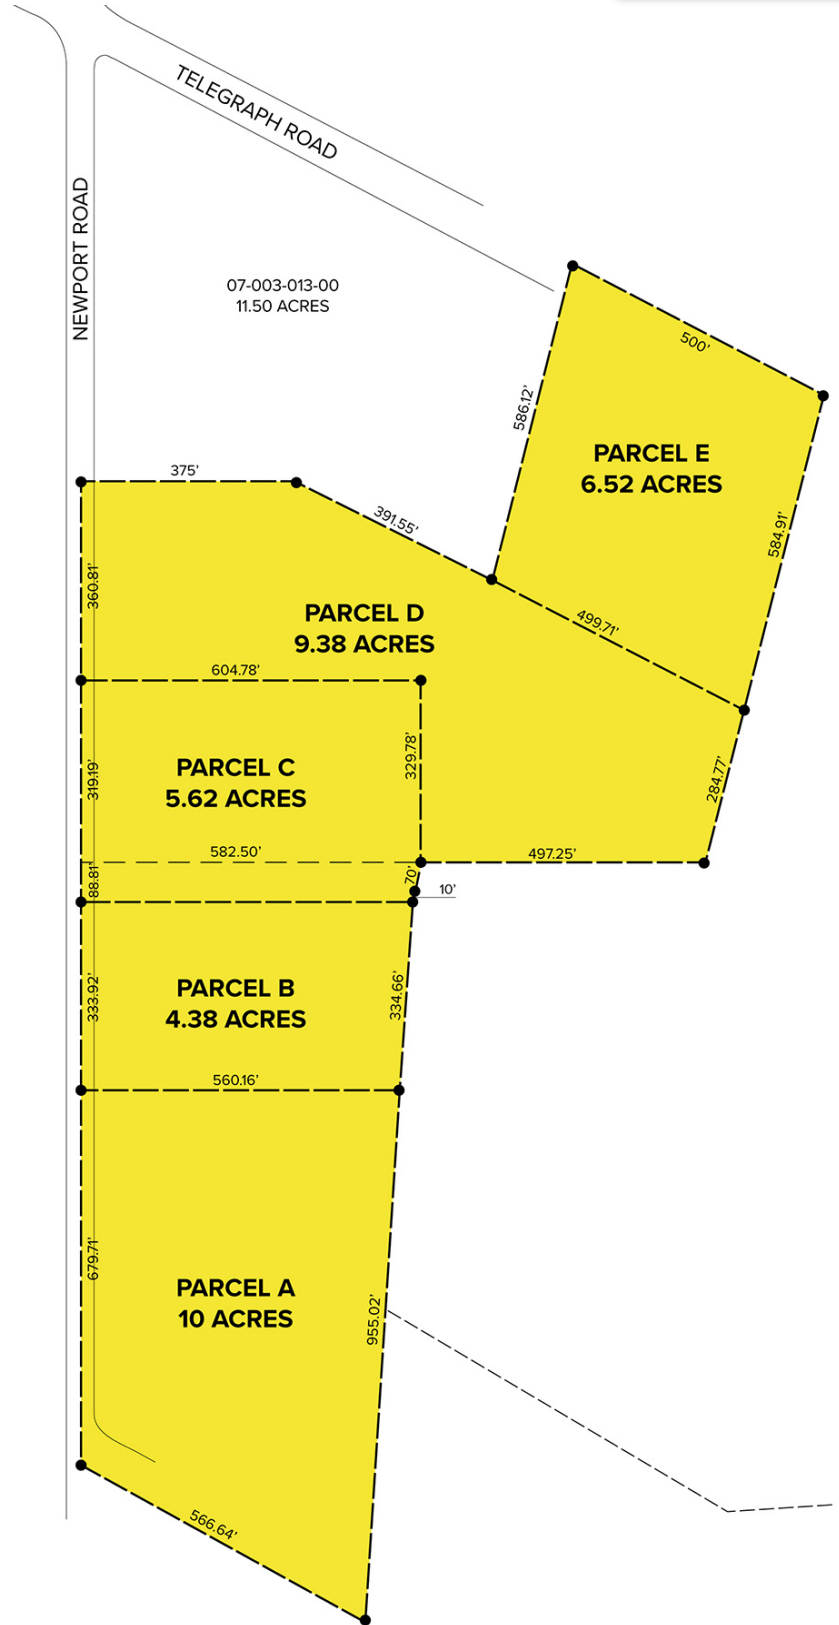 TELEGRAPH ROAD
NEWPORT ROAD
07-003-013-00
11.50 ACRES
500'
586.12'
PARCEL E
6.52 ACRES
584.91'
375'
391.55'
360.81'
499.71'
PARCEL D
9.38 ACRES
604.78'
329.78'
284.77'
PARCEL C
5.62 ACRES
319.19'
582.50'
497.25'
88.81'
70'
10'
PARCEL B
4.38 ACRES
333.92'
334.66'
560.16'
679.71'
PARCEL A
10 ACRES
955.02'
566.64'